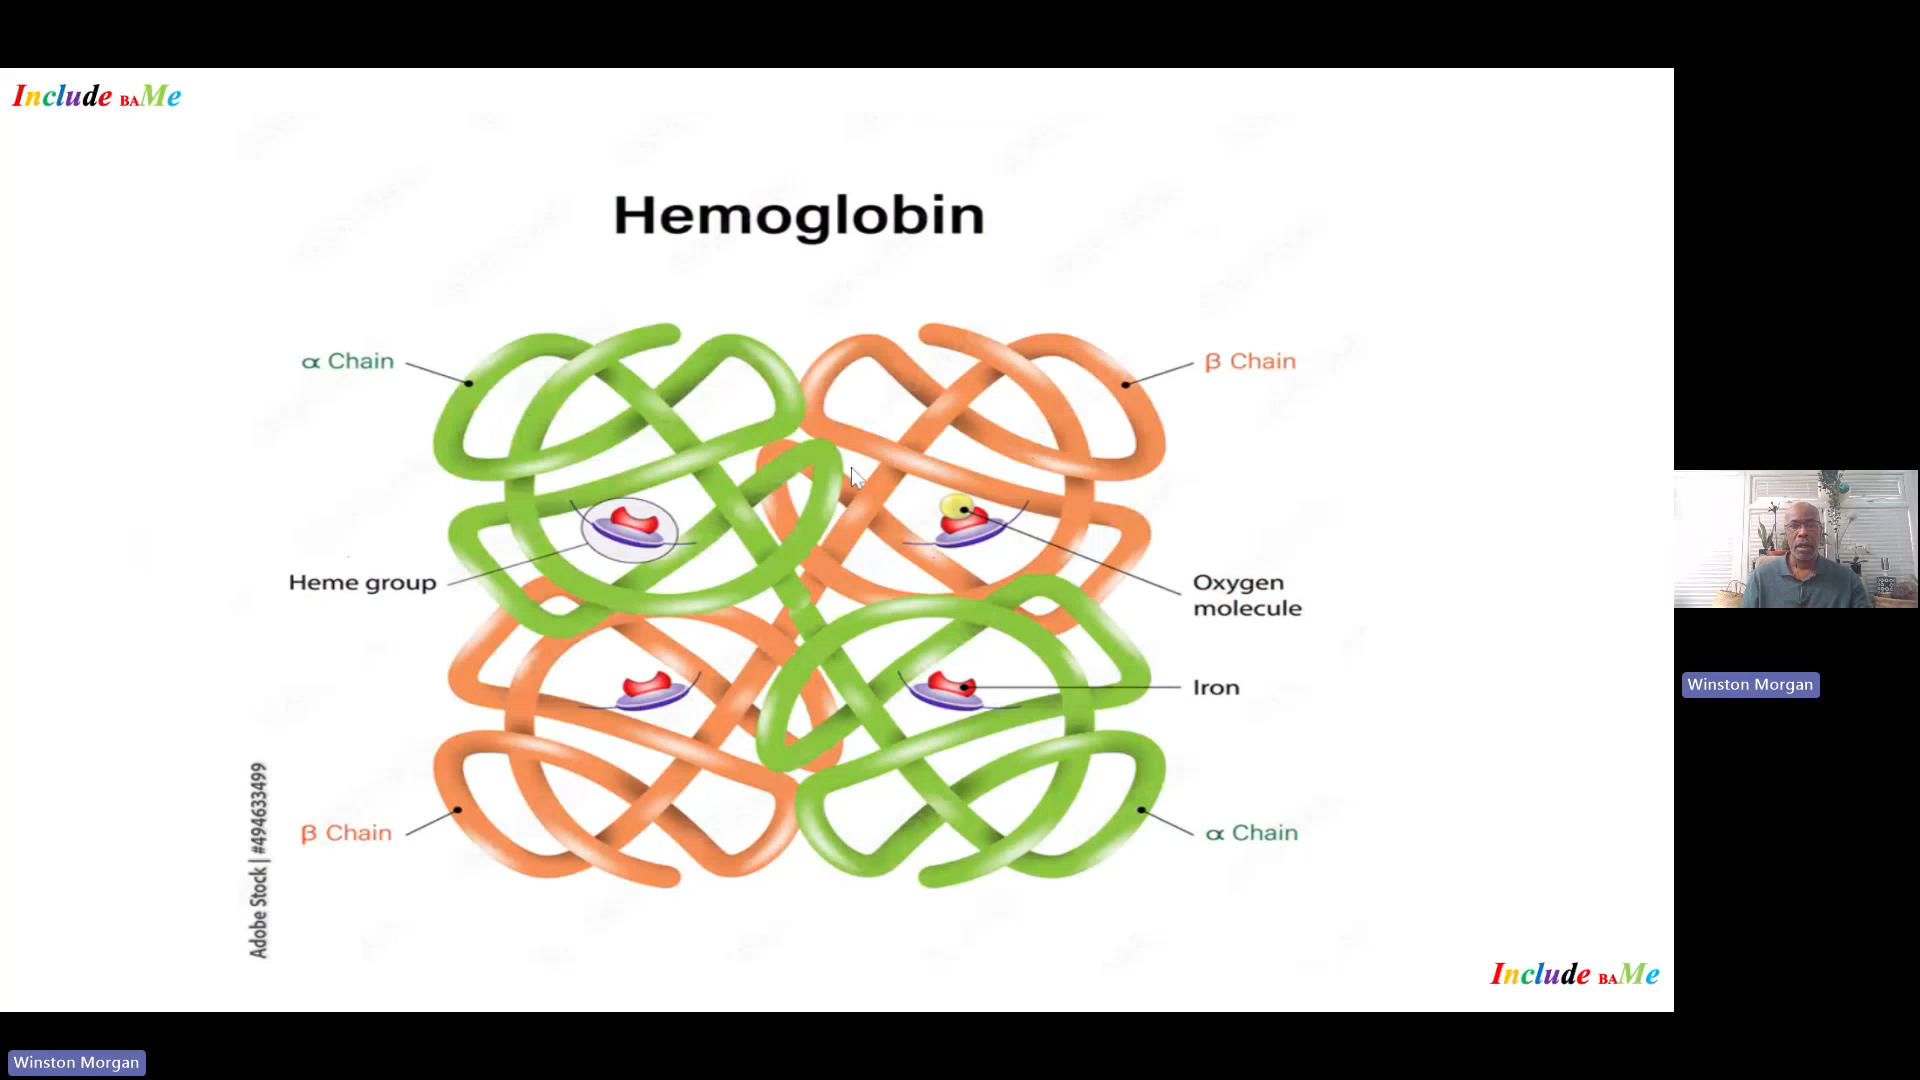 Include BAMe
Hemoglobin
α Chain
β Chain
Heme group
Oxygen
molecule
Iron
β Chain
α Chain
Adobe Stock | #494633499
Include BAMe
Winston Morgan
Winston Morgan